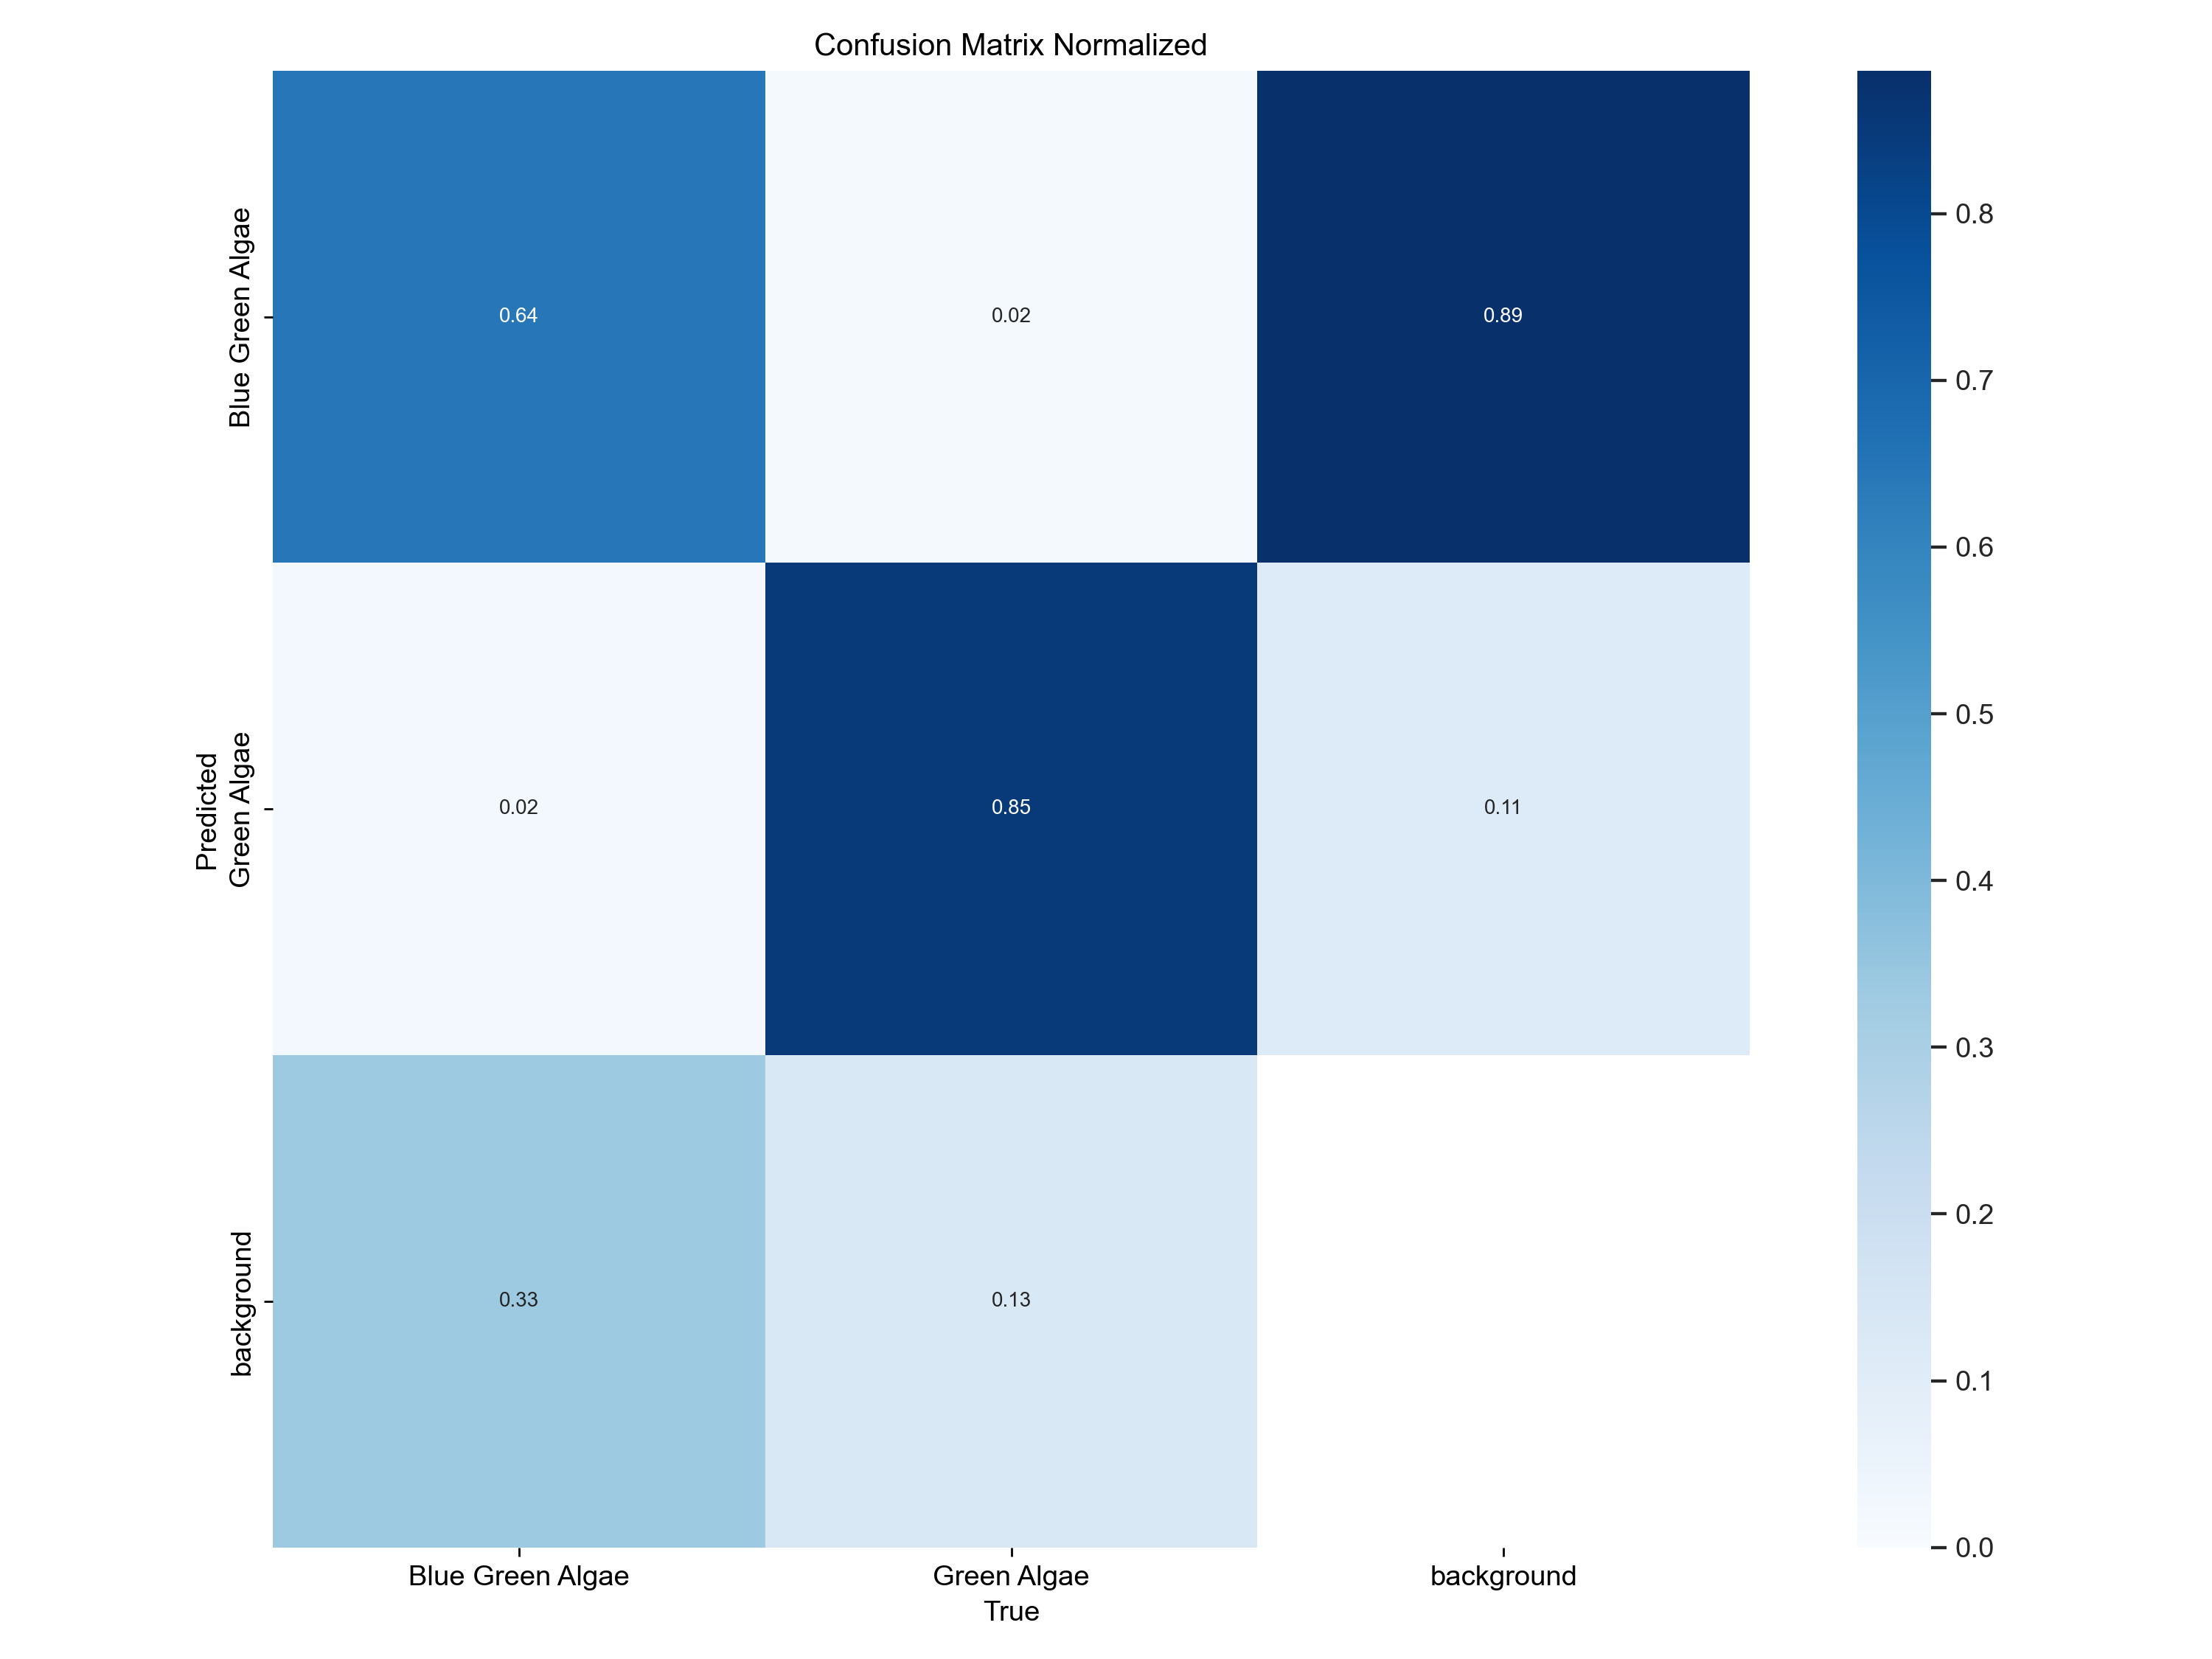 Confusion Matrix Normalized
Blue Green Algae
0.64
0.02
0.89
0.8
0.7
0.6
Predicted
Green Algae
0.02
0.85
0.11
0.5
0.4
0.3
background
0.33
0.13
0.2
0.1
0.0
Blue Green Algae
Green Algae
background
True